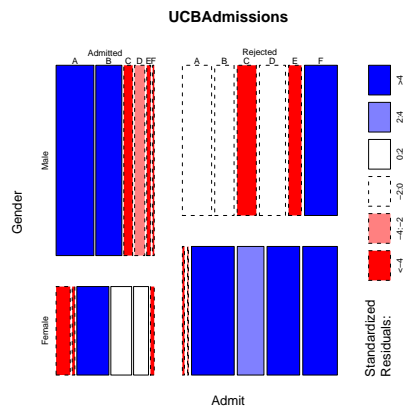 UCBAdmissions
Admitted
Rejected
A B C D E F
A B C D E F
Male
Female
Gender
Admit
Standardized
Residuals:
<-4
-4:-2
-2:0
0:2
2:4
>4